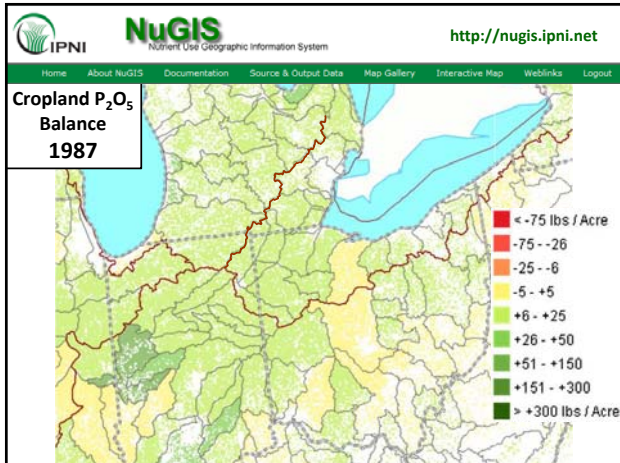 IPNI
NuGIS
Nutrient Use Geographic Information System
http://nugis.ipni.net
Home About NuGIS Documentation Source & Output Data Map Gallery Interactive Map Weblinks Logout
Cropland P₂O₅
Balance
1987
< -75 lbs / Acre
-75 - -26
-25 - -6
-5 - +5
+6 - +25
+26 - +50
+51 - +150
+151 - +300
> +300 lbs / Acre